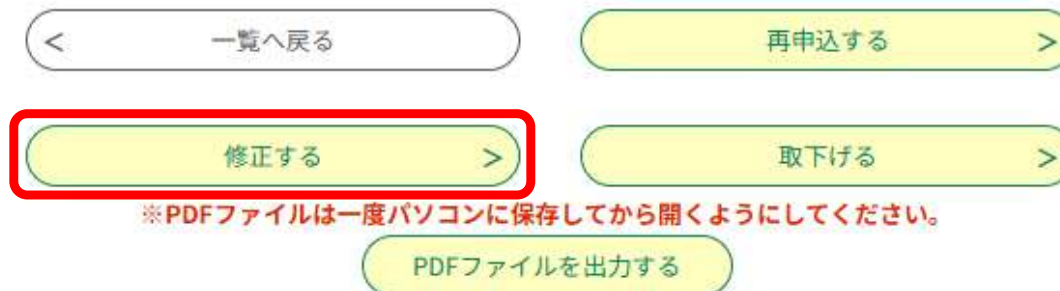 < 一覧へ戻る
再申込する >
修正する >
取下げる >
※PDFファイルは一度パソコンに保存してから開くようにしてください。
PDFファイルを出力する